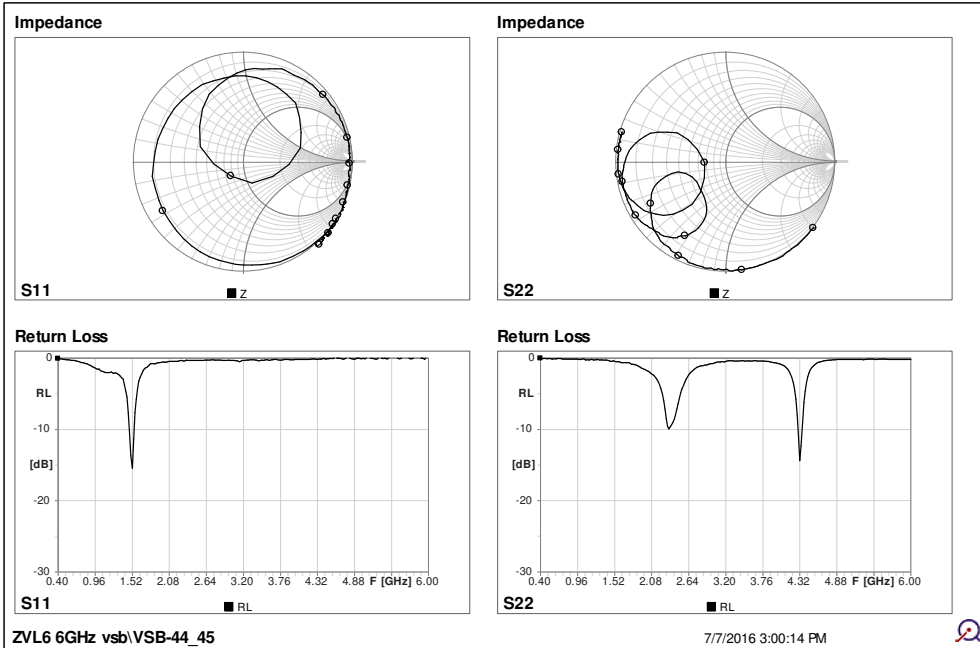 Impedance
S11
■ Z
Impedance
S22
■ Z
Return Loss
0
RL
-10
[dB]
-20
-30
0.40 0.96 1.52 2.08 2.64 3.20 3.76 4.32 4.88 F [GHz] 6.00
S11
■ RL
Return Loss
0
RL
-10
[dB]
-20
-30
0.40 0.96 1.52 2.08 2.64 3.20 3.76 4.32 4.88 F [GHz] 6.00
S22
■ RL
ZVL6 6GHz vsb\VSB-44_45
7/7/2016 3:00:14 PM